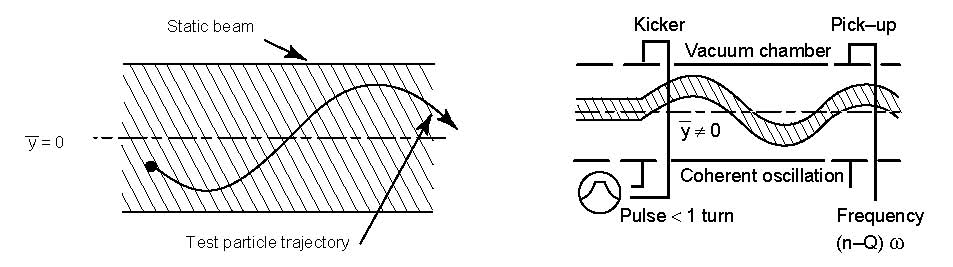 Static beam
y̅ = 0
Test particle trajectory
Kicker
Pick–up
Vacuum chamber
y̅ ≠ 0
Coherent oscillation
Pulse < 1 turn
Frequency
(n–Q) ω